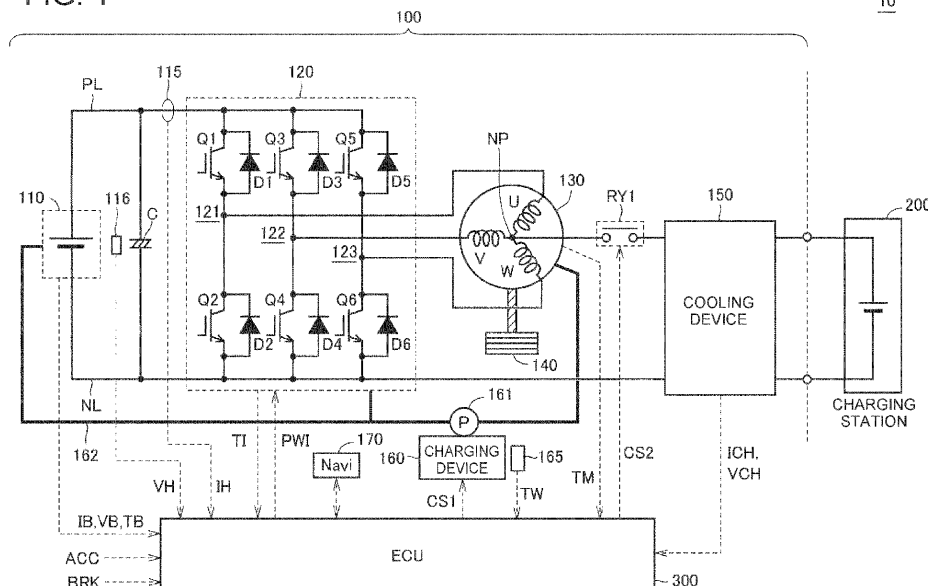 FIG. 1
10
100
PL
115
120
Q1
Q3
Q5
D1
D3
D5
NP
130
RY1
150
200
110
116
C
121
122
123
U
V
W
COOLING
DEVICE
Q2
Q4
Q6
D2
D4
D6
140
NL
161
P
CHARGING
STATION
162
TI
PWI
170
Navi
160
CHARGING
DEVICE
165
TM
CS2
ICH,
VCH
VH
IH
CS1
TW
IB,VB,TB
ACC
BRK
ECU
300